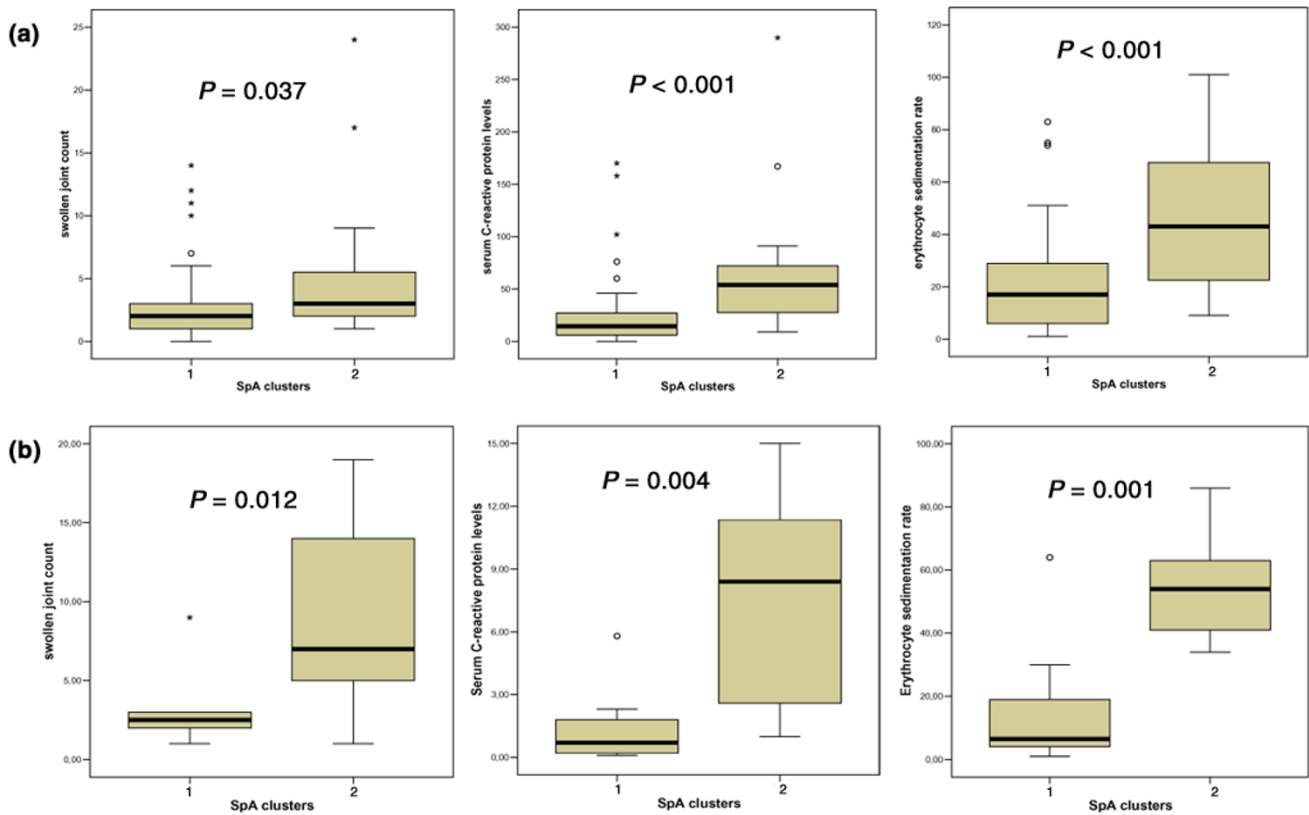 (a)
P = 0.037
swollen joint count
25
20
15
10
5
0
1
2
SpA clusters
P < 0.001
serum C-reactive protein levels
300
250
200
150
100
50
0
1
2
SpA clusters
P < 0.001
erythrocyte sedimentation rate
120
100
80
60
40
20
0
1
2
SpA clusters
(b)
P = 0.012
swollen joint count
20,00
15,00
10,00
5,00
0,00
1
2
SpA clusters
P = 0.004
Serum C-reactive protein levels
15,00
12,00
9,00
6,00
3,00
0,00
1
2
SpA clusters
P = 0.001
Erythrocyte sedimentation rate
100,00
80,00
60,00
40,00
20,00
0,00
1
2
SpA clusters